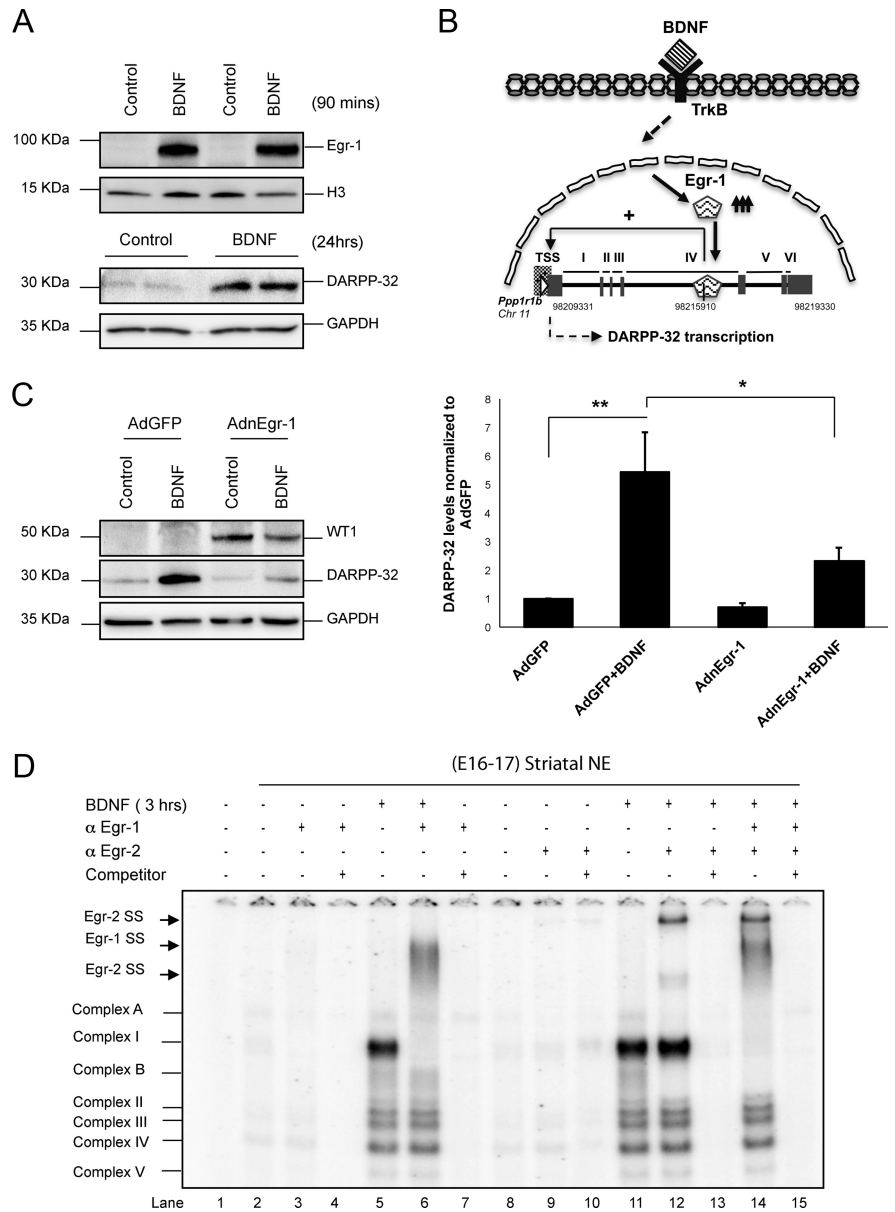 A
Control BDNF Control BDNF (90 mins)
100 KDa Egr-1
15 KDa H3
Control BDNF (24hrs)
30 KDa DARPP-32
35 KDa GAPDH
B
BDNF
TrkB
Egr-1
+
TSS I II III IV V VI
Ppp1r1b
Chr 11
98209331 98215910 98219330
DARPP-32 transcription
C
AdGFP AdnEgr-1
Control BDNF Control BDNF
50 KDa WT1
30 KDa DARPP-32
35 KDa GAPDH
DARPP-32 levels normalized to
AdGFP
8
7
6
5
4
3
2
1
0
**
*
AdGFP AdGFP+BDNF AdnEgr-1 AdnEgr-1+BDNF
D
(E16-17) Striatal NE
BDNF ( 3 hrs) - - - - + + - - - - + + + + +
α Egr-1 - - + + - + + - - - - - - + +
α Egr-2 - - - - - - - - + + - + + + +
Competitor - - - + - - + - - + - - + - +
Egr-2 SS
Egr-1 SS
Egr-2 SS
Complex A
Complex I
Complex B
Complex II
Complex III
Complex IV
Complex V
Lane 1 2 3 4 5 6 7 8 9 10 11 12 13 14 15